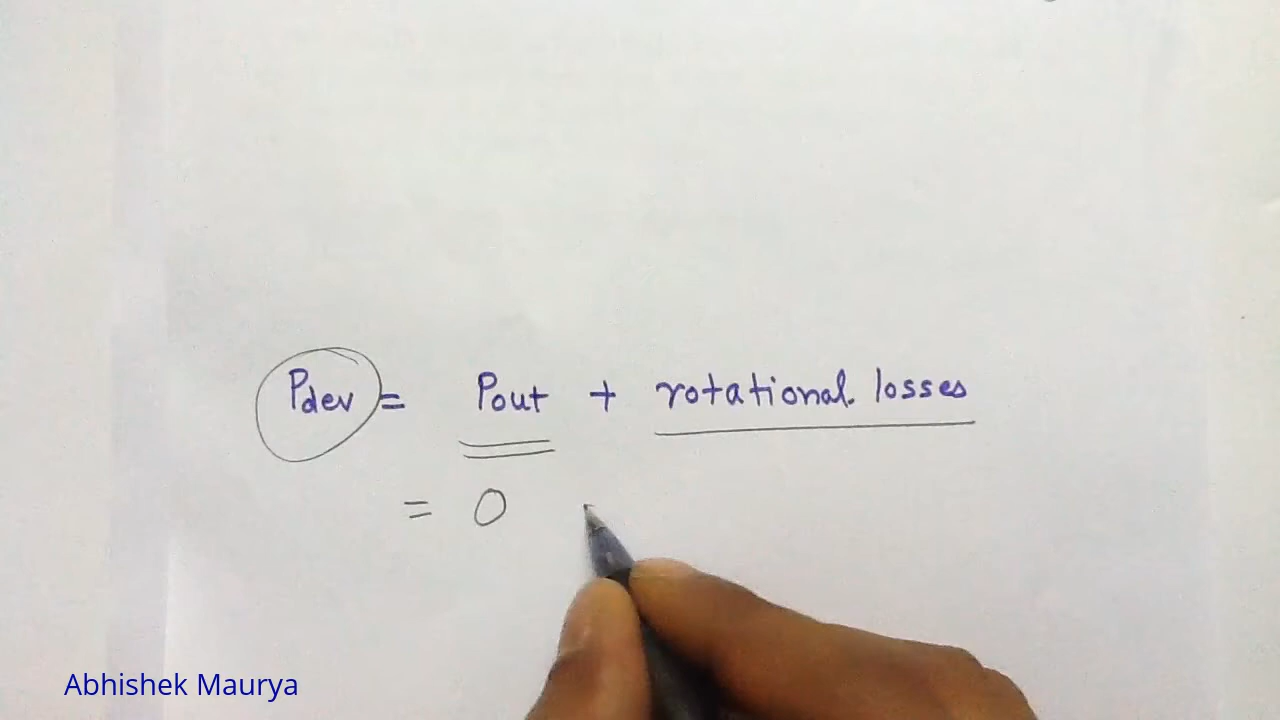 Pdev = Pout + rotational losses
= 0
Abhishek Maurya